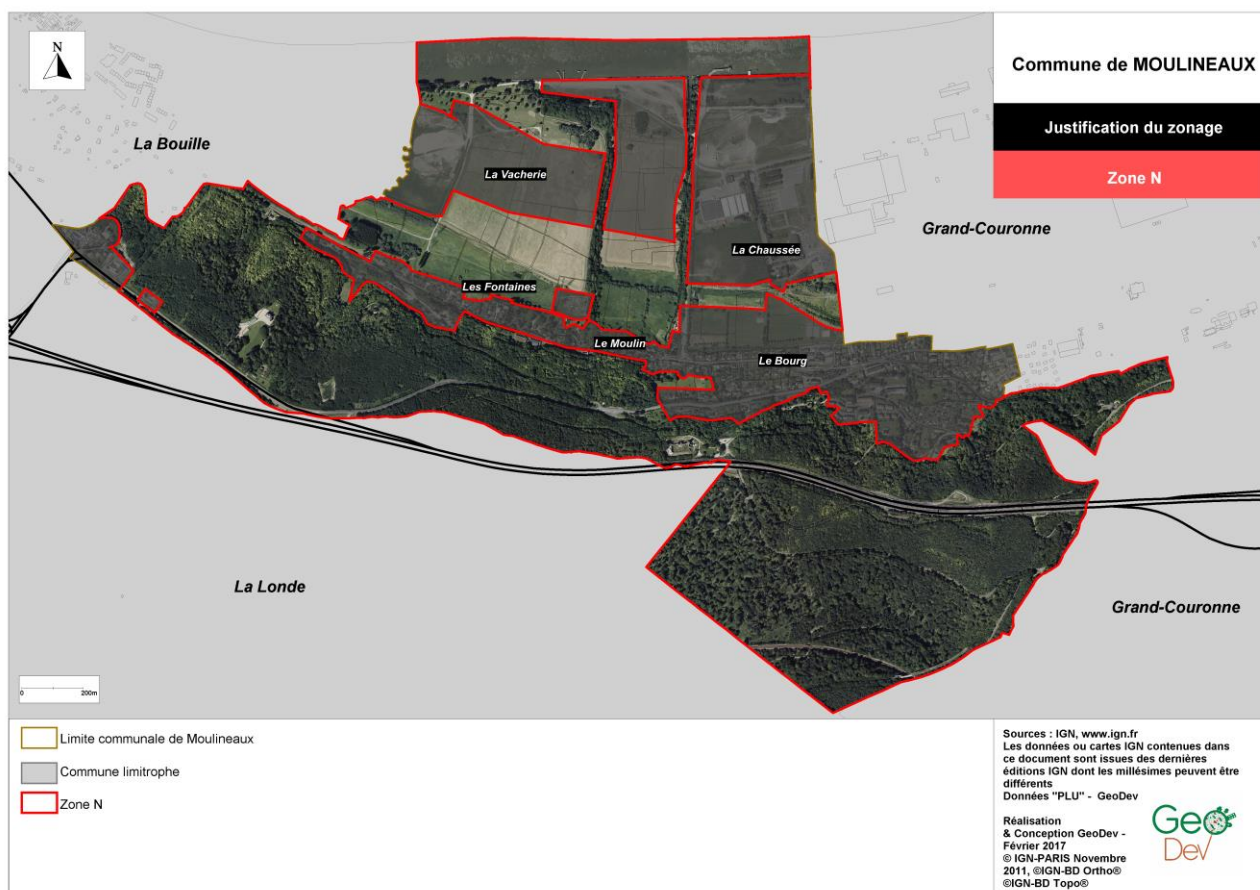 N
Commune de MOULINEAUX
Justification du zonage
Zone N
La Bouille
La Vacherie
Grand-Couronne
La Chaussée
Les Fontaines
Le Moulin
Le Bourg
La Londe
Grand-Couronne
0 200m
Limite communale de Moulineaux
Commune limitrophe
Zone N
Sources : IGN, www.ign.fr
Les données ou cartes IGN contenues dans
ce document sont issues des dernières
éditions IGN dont les millésimes peuvent être
différents
Données "PLU" - GeoDev
Réalisation
& Conception GeoDev -
Février 2017
© IGN-PARIS Novembre
2011, ©IGN-BD Ortho®
©IGN-BD Topo®
Geo
Dev